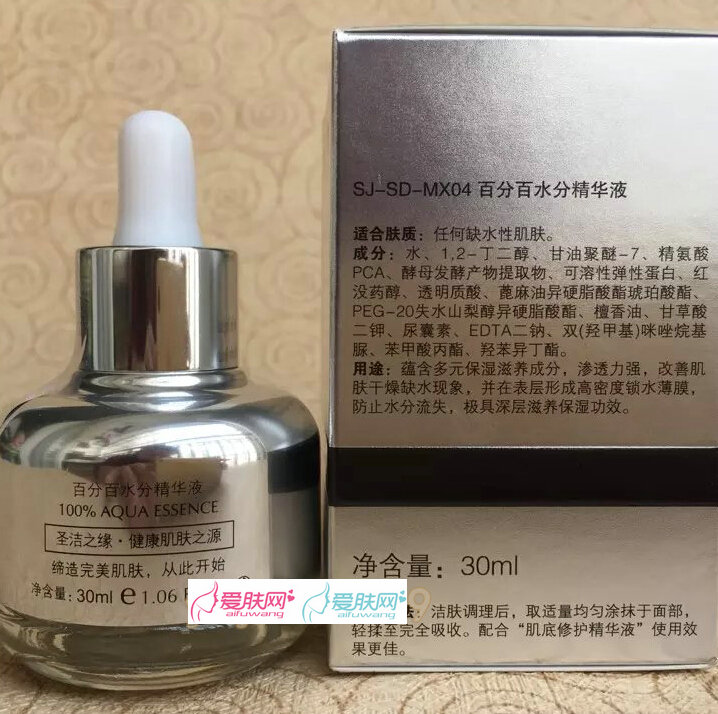 百分百水分精华液
100% AQUA ESSENCE
圣洁之缘·健康肌肤之源
缔造完美肌肤，从此开始
净含量: 30ml ℮ 1.06
爱肤网
aifuwang
爱肤网
aifuwang
SJ-SD-MX04 百分百水分精华液
适合肤质：任何缺水性肌肤。
成分：水、1,2-丁二醇、甘油聚醚-7、精氨酸
PCA、酵母发酵产物提取物、可溶性弹性蛋白、红
没药醇、透明质酸、蓖麻油异硬脂酸酯琥珀酸酯、
PEG-20失水山梨醇异硬脂酸酯、檀香油、甘草酸
二钾、尿囊素、EDTA二钠、双(羟甲基)咪唑烷基
脲、苯甲酸丙酯、羟苯异丁酯。
用途：蕴含多元保湿滋养成分，渗透力强，改善肌
肤干燥缺水现象，并在表层形成高密度锁水薄膜，
防止水分流失，极具深层滋养保湿功效。
净含量：30ml
法：洁肤调理后，取适量均匀涂抹于面部，
轻揉至完全吸收。配合“肌底修护精华液”使用效
果更佳。